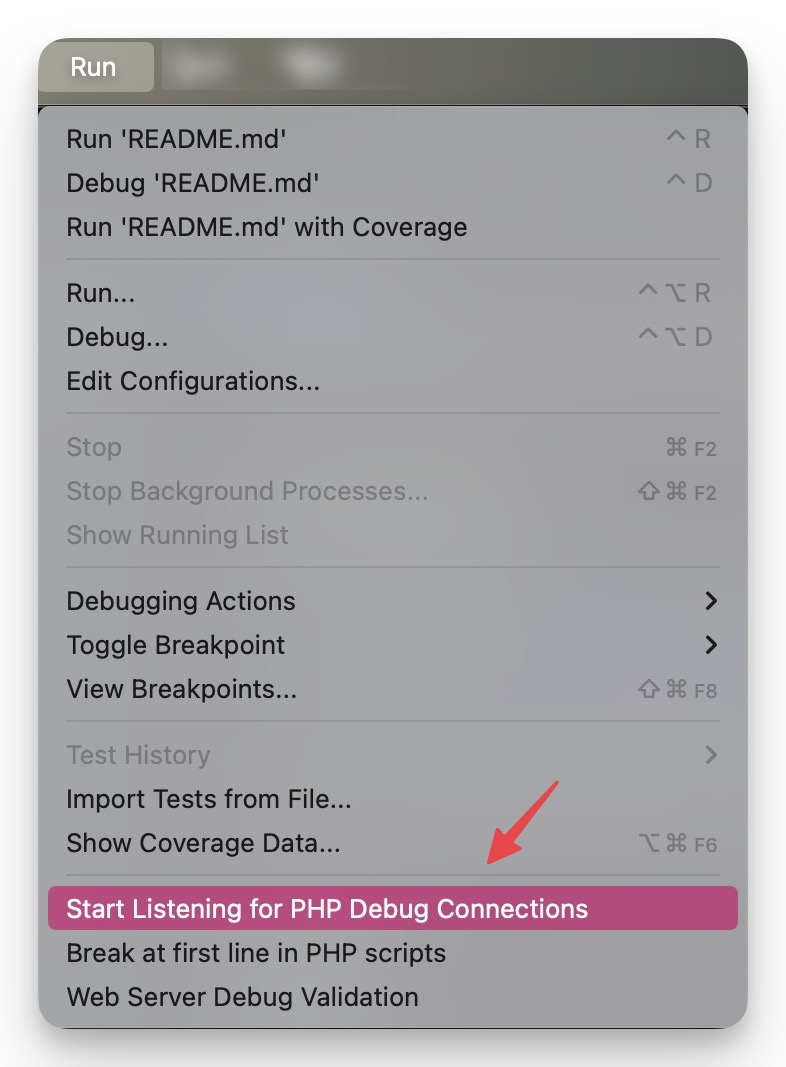 Run
Run 'README.md' ^ R
Debug 'README.md' ^ D
Run 'README.md' with Coverage
Run... ^ ⌥ R
Debug... ^ ⌥ D
Edit Configurations...
Stop ⌘ F2
Stop Background Processes... ⇧ ⌘ F2
Show Running List
Debugging Actions
Toggle Breakpoint
View Breakpoints... ⇧ ⌘ F8
Test History
Import Tests from File...
Show Coverage Data... ⌥ ⌘ F6
Start Listening for PHP Debug Connections
Break at first line in PHP scripts
Web Server Debug Validation